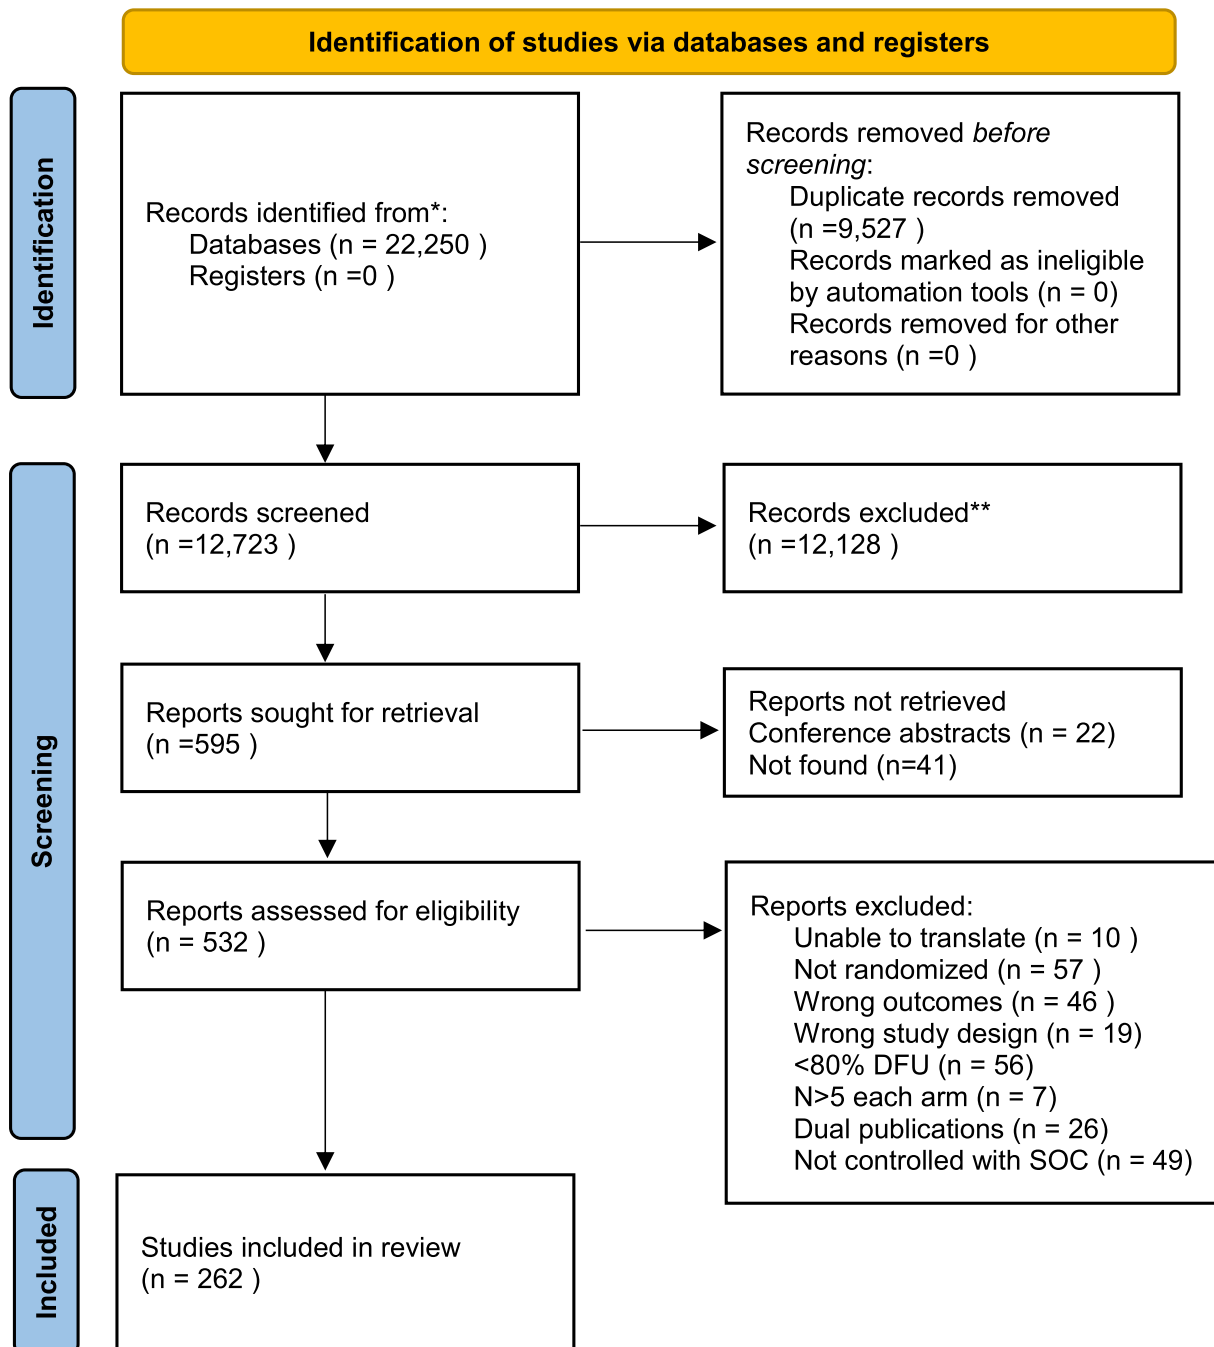 Identification of studies via databases and registers
Identification
Records identified from*:
Databases (n = 22,250 )
Registers (n =0 )
Records removed before
screening:
Duplicate records removed
(n =9,527 )
Records marked as ineligible
by automation tools (n = 0)
Records removed for other
reasons (n =0 )
Screening
Records screened
(n =12,723 )
Records excluded**
(n =12,128 )
Reports sought for retrieval
(n =595 )
Reports not retrieved
Conference abstracts (n = 22)
Not found (n=41)
Reports assessed for eligibility
(n = 532 )
Reports excluded:
Unable to translate (n = 10 )
Not randomized (n = 57 )
Wrong outcomes (n = 46 )
Wrong study design (n = 19)
<80% DFU (n = 56)
N>5 each arm (n = 7)
Dual publications (n = 26)
Not controlled with SOC (n = 49)
Included
Studies included in review
(n = 262 )